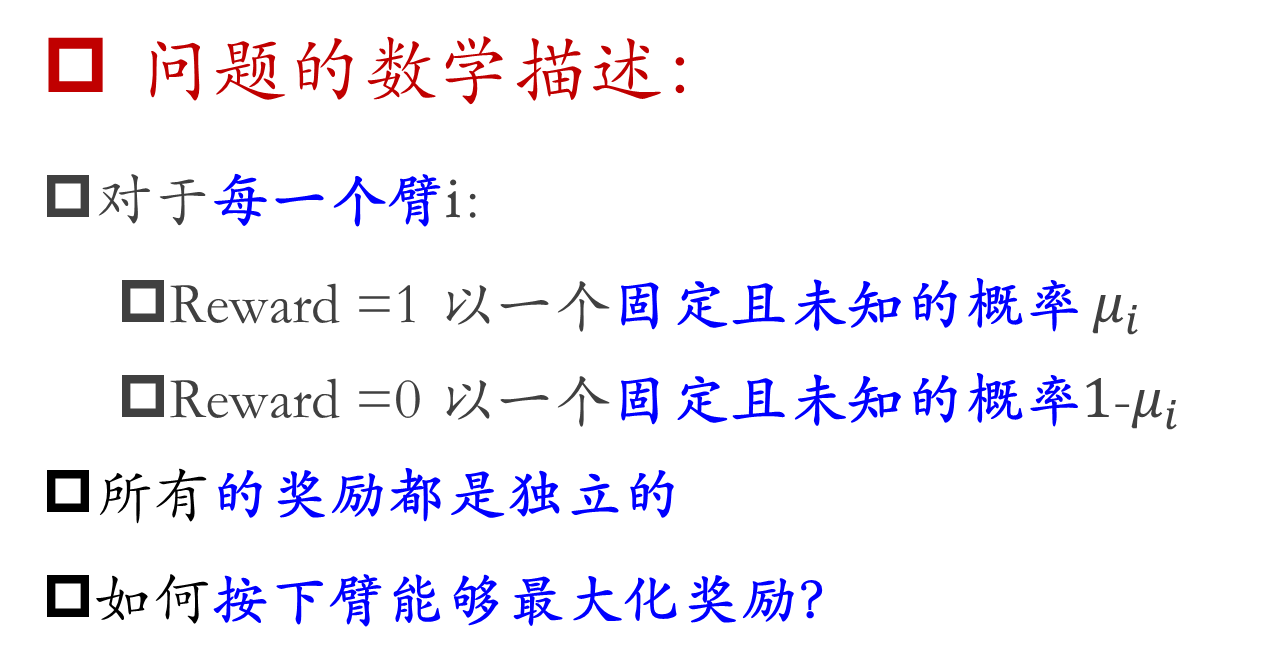 问题的数学描述:
对于每一个臂i:
Reward =1 以一个固定且未知的概率 μᵢ
Reward =0 以一个固定且未知的概率1-μᵢ
所有的奖励都是独立的
如何按下臂能够最大化奖励?